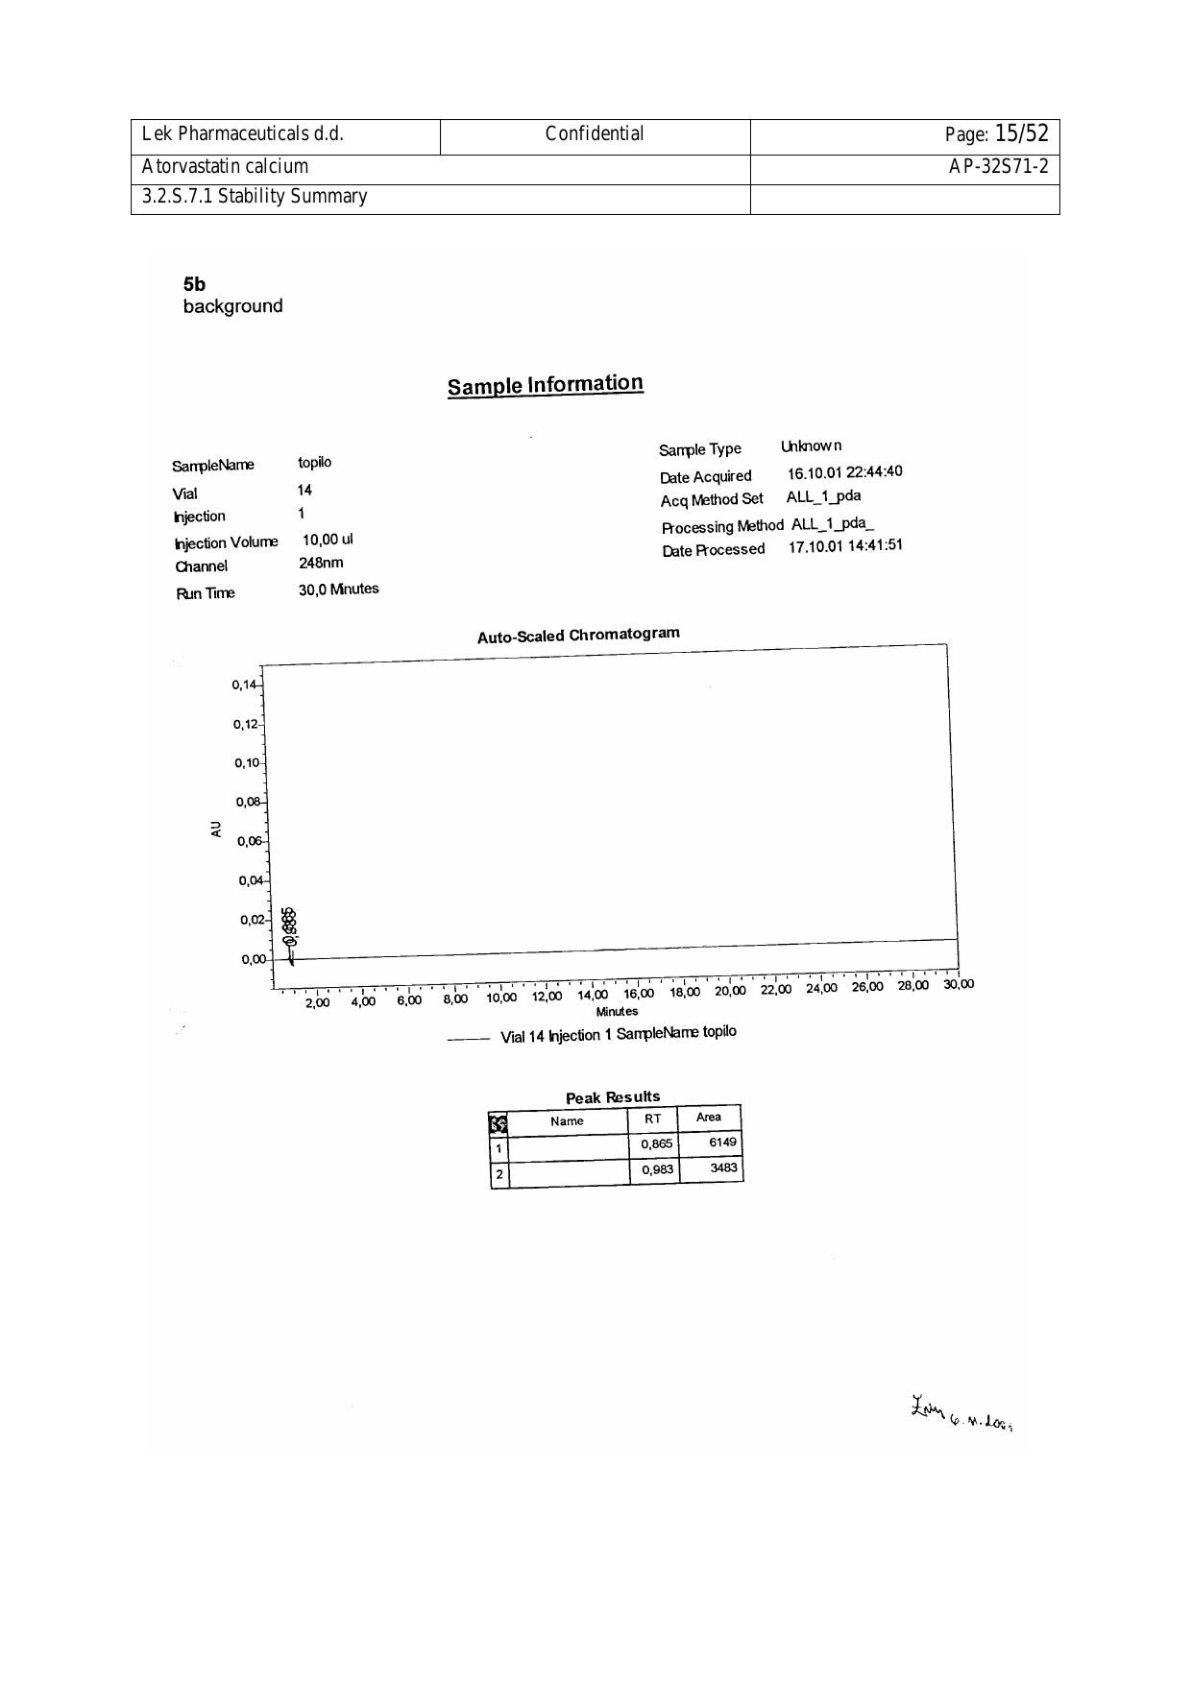 Lek Pharmaceuticals d.d. Confidential Page: 15/52
Atorvastatin calcium AP-32S71-2
3.2.S.7.1 Stability Summary
5b
background
Sample Information
SampleName topilo
Vial 14
Injection 1
Injection Volume 10,00 ul
Channel 248nm
Run Time 30,0 Minutes
Sample Type Unknown
Date Acquired 16.10.01 22:44:40
Acq Method Set ALL_1_pda
Processing Method ALL_1_pda_
Date Processed 17.10.01 14:41:51
Auto-Scaled Chromatogram
0,14
0,12
0,10
0,08
0,06
0,04
0,02
0,00
AU
2,00 4,00 6,00 8,00 10,00 12,00 14,00 16,00 18,00 20,00 22,00 24,00 26,00 28,00 30,00
Minutes
Vial 14 Injection 1 SampleName topilo
Peak Results
Name RT Area
1 0,865 6149
2 0,983 3483